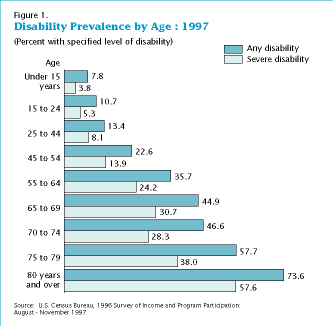 Figure 1.
Disability Prevalence by Age : 1997
(Percent with specified level of disability)
Any disability
Severe disability
Age
Under 15
years
7.8
3.8
15 to 24
10.7
5.3
25 to 44
13.4
8.1
45 to 54
22.6
13.9
55 to 64
35.7
24.2
65 to 69
44.9
30.7
70 to 74
46.6
28.3
75 to 79
57.7
38.0
80 years
and over
73.6
57.6
Source: U.S. Census Bureau, 1996 Survey of Income and Program Participation:
August - November 1997.